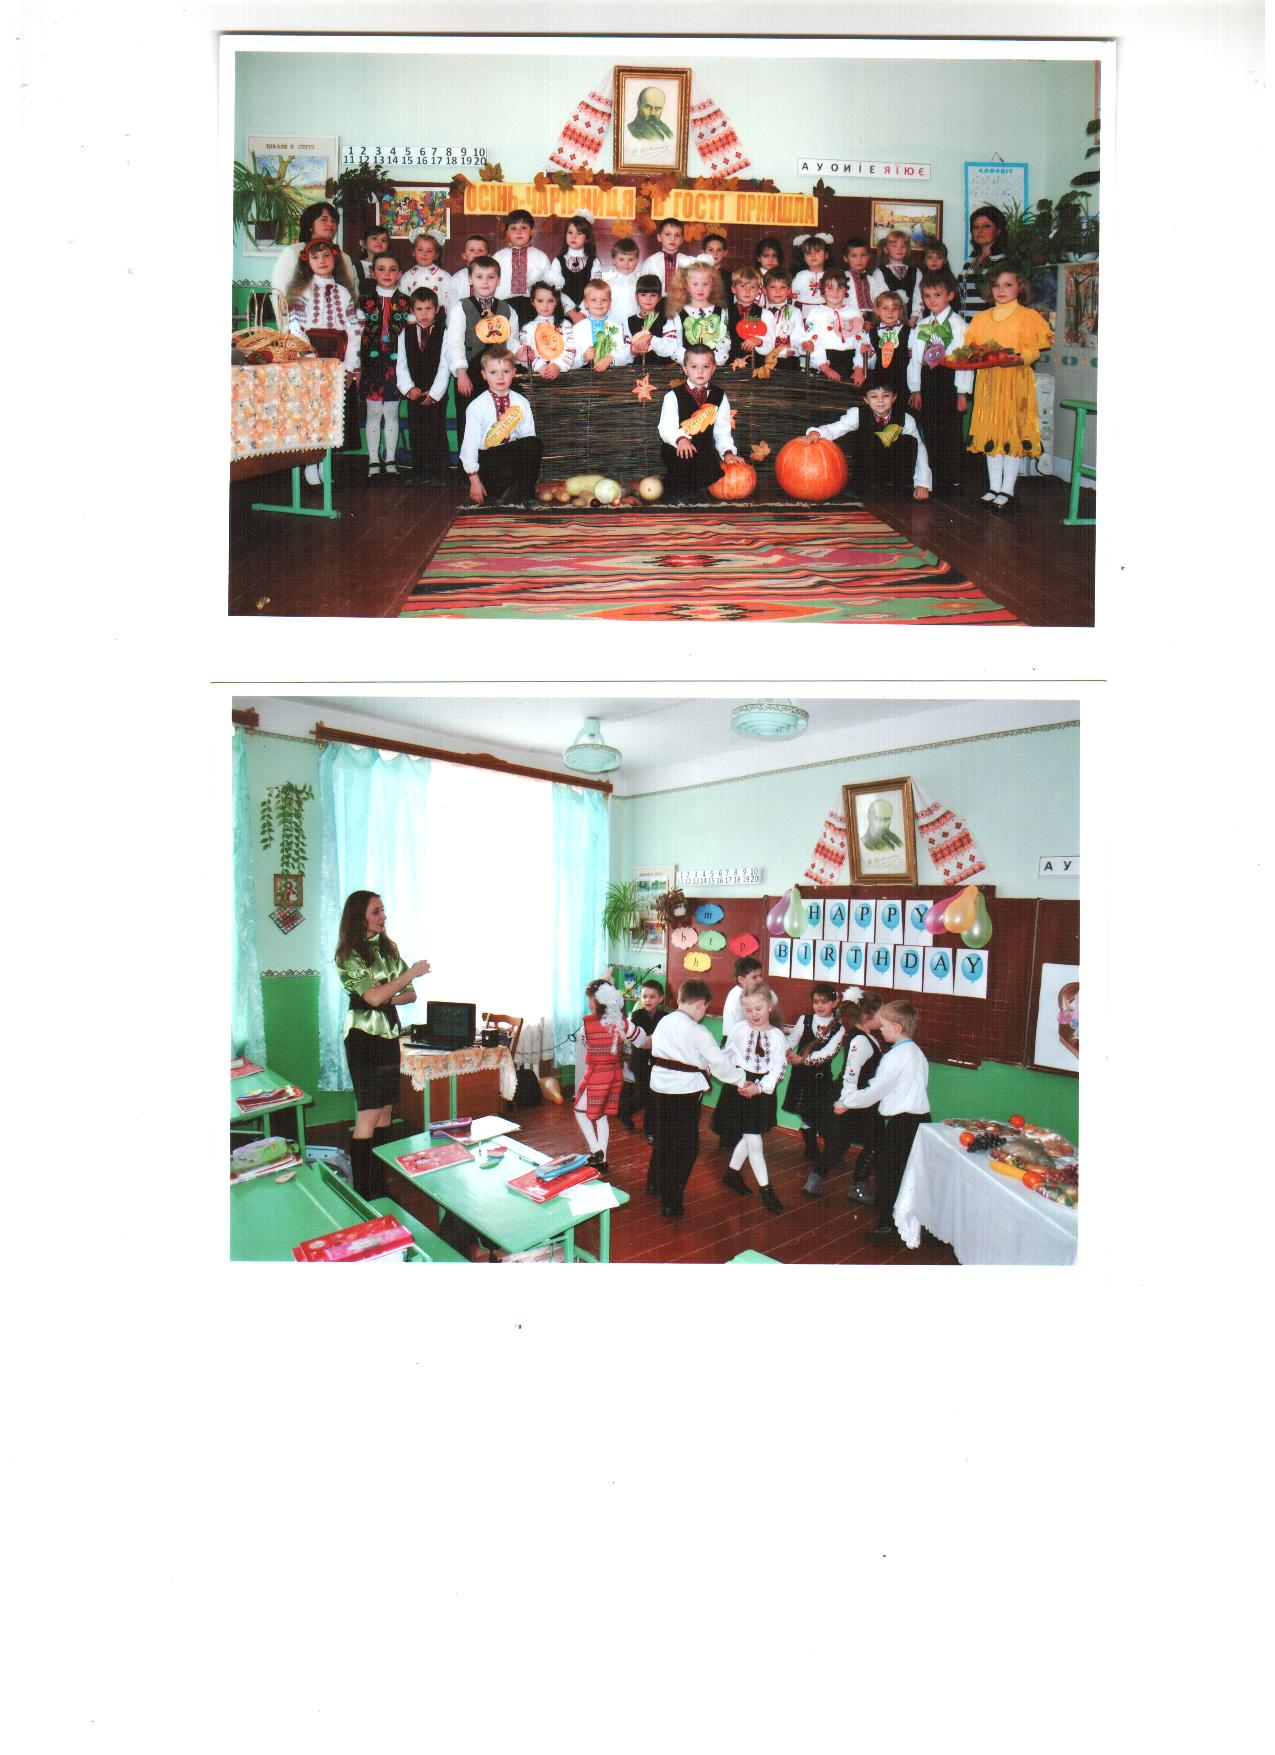 ЦІКАВЕ В СВІТІ
1 2 3 4 5 6 7 8 9 10
11 12 13 14 15 16 17 18 19 20
А У О И І Е Я Ї Ю Є
АЛФАВІТ
ОСІНЬ-ЧАРІВНИЦЯ В ГОСТІ ПРИЙШЛА
1 2 3 4 5 6 7 8 9 10
11 12 13 14 15 16 17 18 19 20
А У
HAPPY
BIRTHDAY
m
b t p
h